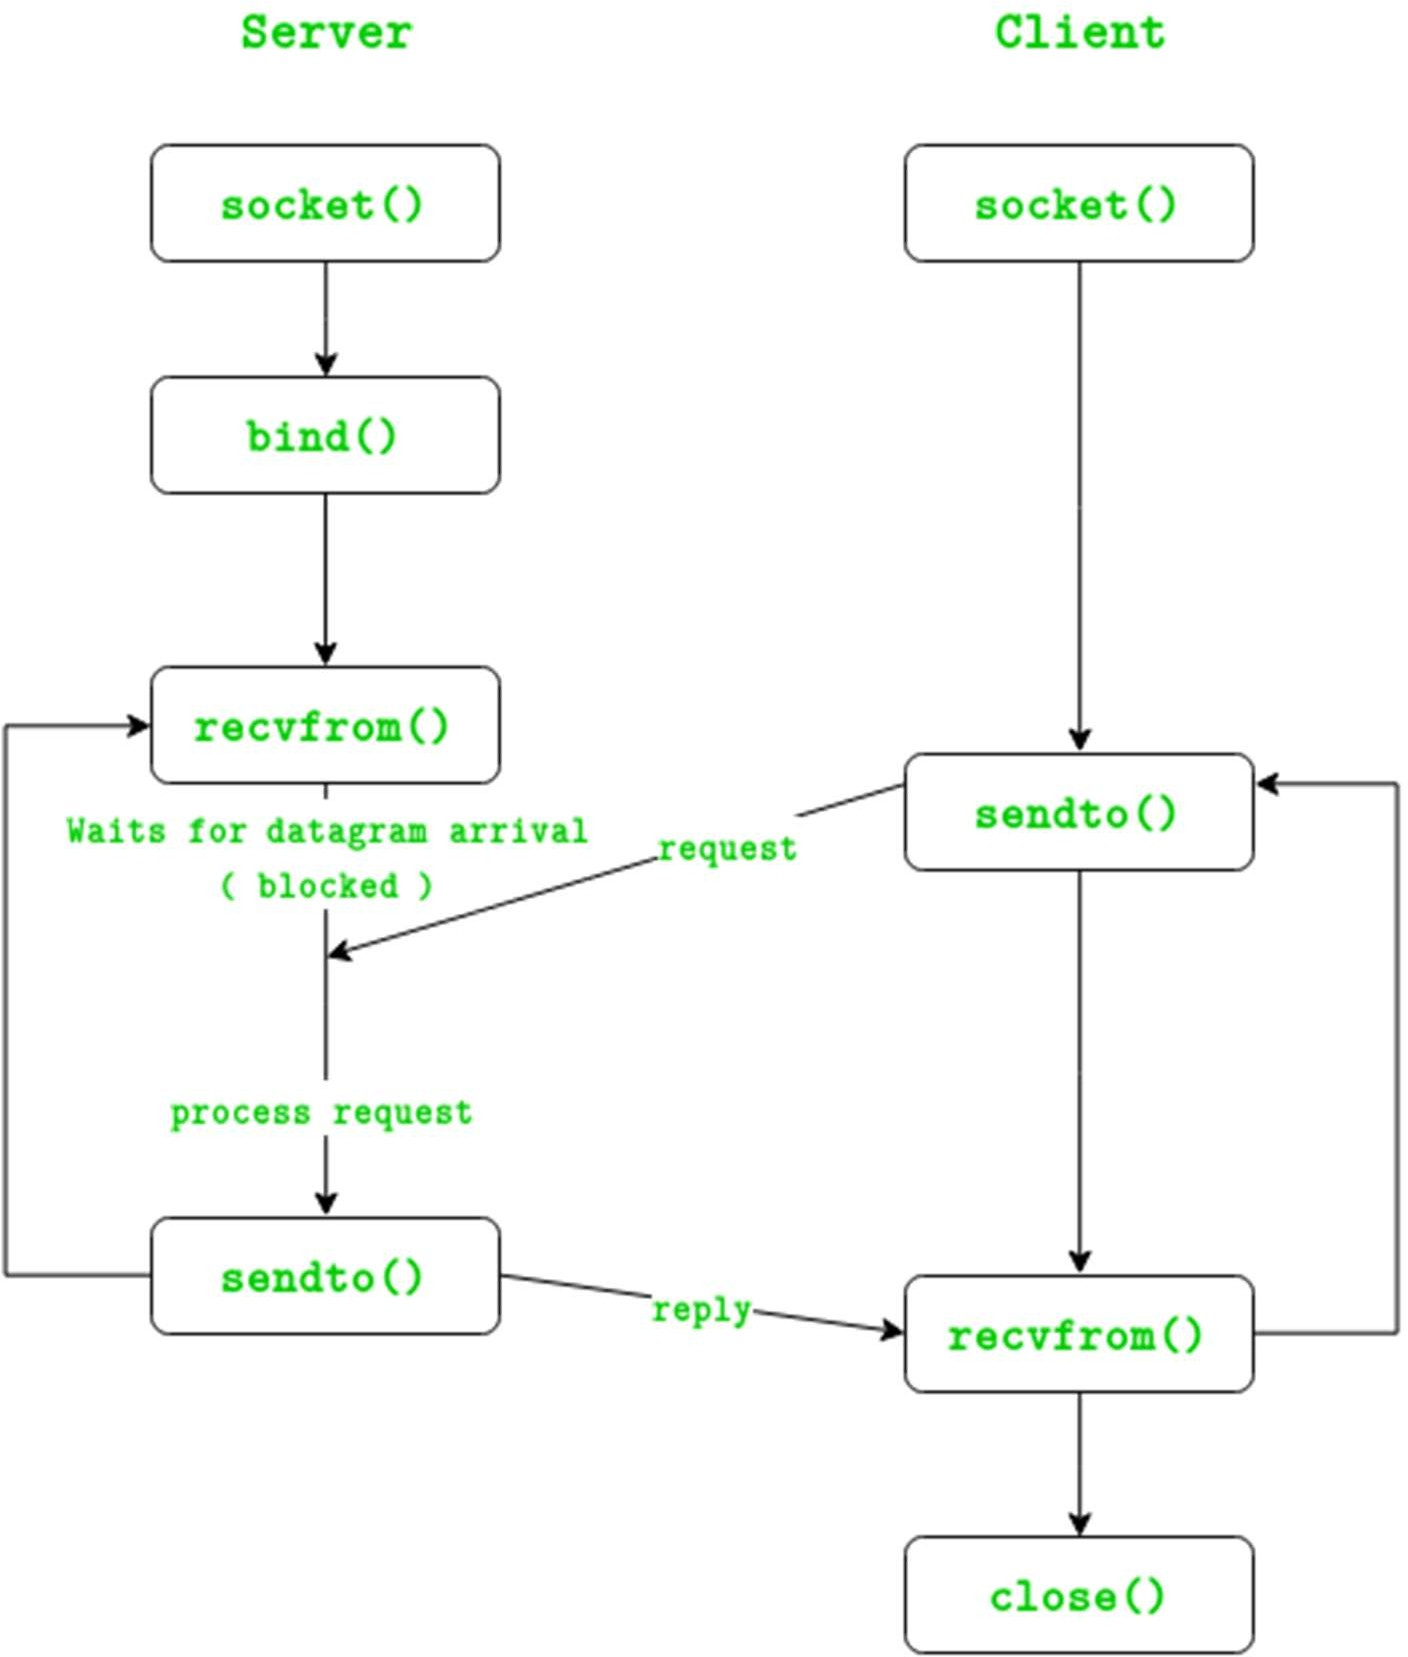 Server
Client
socket()
socket()
bind()
recvfrom()
sendto()
Waits for datagram arrival
( blocked )
request
process request
sendto()
reply
recvfrom()
close()